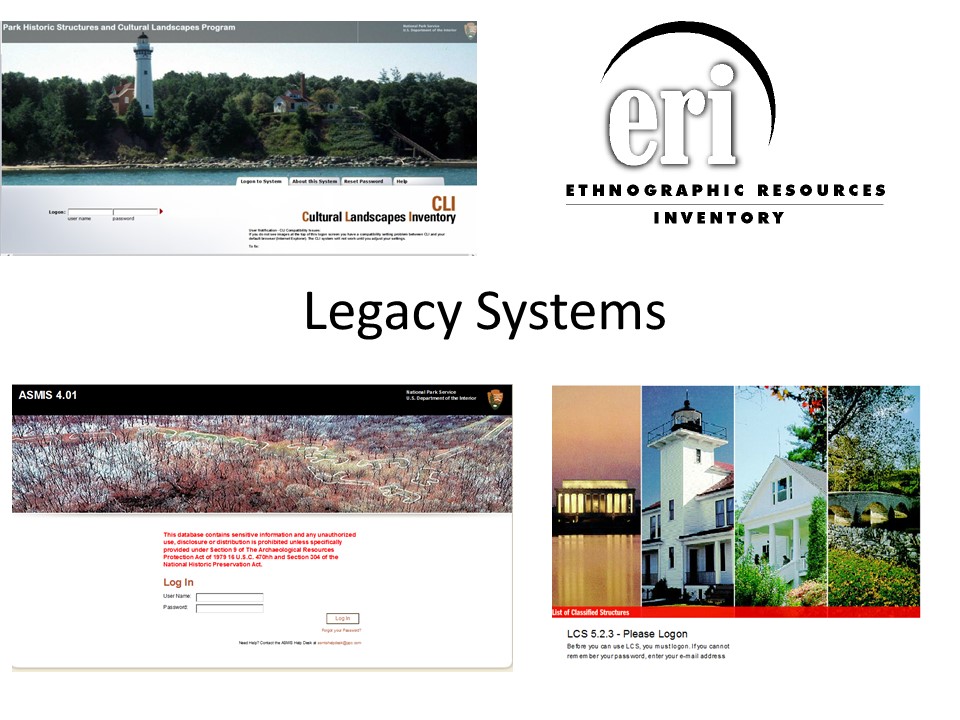 Park Historic Structures and Cultural Landscapes Program
National Park Service
U.S. Department of the Interior
Logon to System
About this System
Reset Password
Help
Logon:
user name
password
CLI
Cultural Landscapes Inventory
User Notification - CLI Compatibility Issues.
If you do not see images at the top of this logon screen you have a compatibility setting problem between CLI and your
default browser (Internet Explorer). The CLI system will not work until you adjust your settings.
To fix:
eri
ETHNOGRAPHIC RESOURCES
INVENTORY
Legacy Systems
ASMIS 4.01
National Park Service
U.S. Department of the Interior
This database contains sensitive information and any unauthorized
use, disclosure or distribution is prohibited unless specifically
provided under Section 9 of The Archaeological Resources
Protection Act of 1979 16 U.S.C. 470hh and Section 304 of the
National Historic Preservation Act.
Log In
User Name:
Password:
Log In
Forgot your Password?
Need Help? Contact the ASMIS Help Desk at
List of Classified Structures
LCS 5.2.3 - Please Logon
Before you can use LCS, you must logon. If you cannot
remember your password, enter your e-mail address